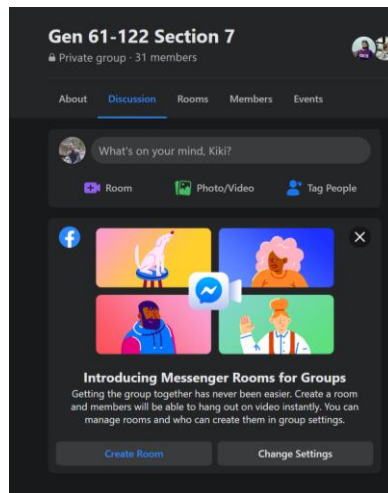 Gen 61-122 Section 7
Private group · 31 members
About Discussion Rooms Members Events
What's on your mind, Kiki?
Room Photo/Video Tag People
Introducing Messenger Rooms for Groups
Getting the group together has never been easier. Create a room
and members will be able to hang out on video instantly. You can
manage rooms and who can create them in group settings.
Create Room Change Settings